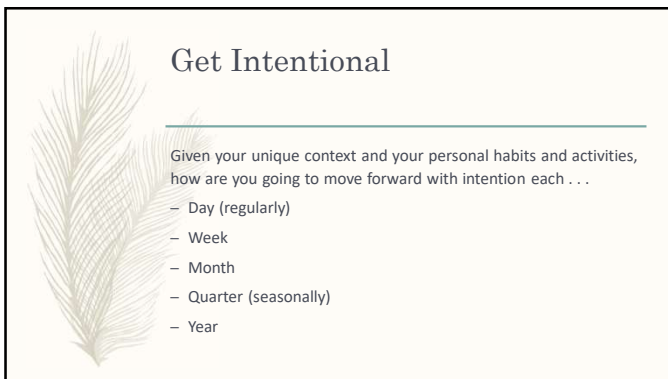 Get Intentional
Given your unique context and your personal habits and activities,
how are you going to move forward with intention each . . .
– Day (regularly)
– Week
– Month
– Quarter (seasonally)
– Year